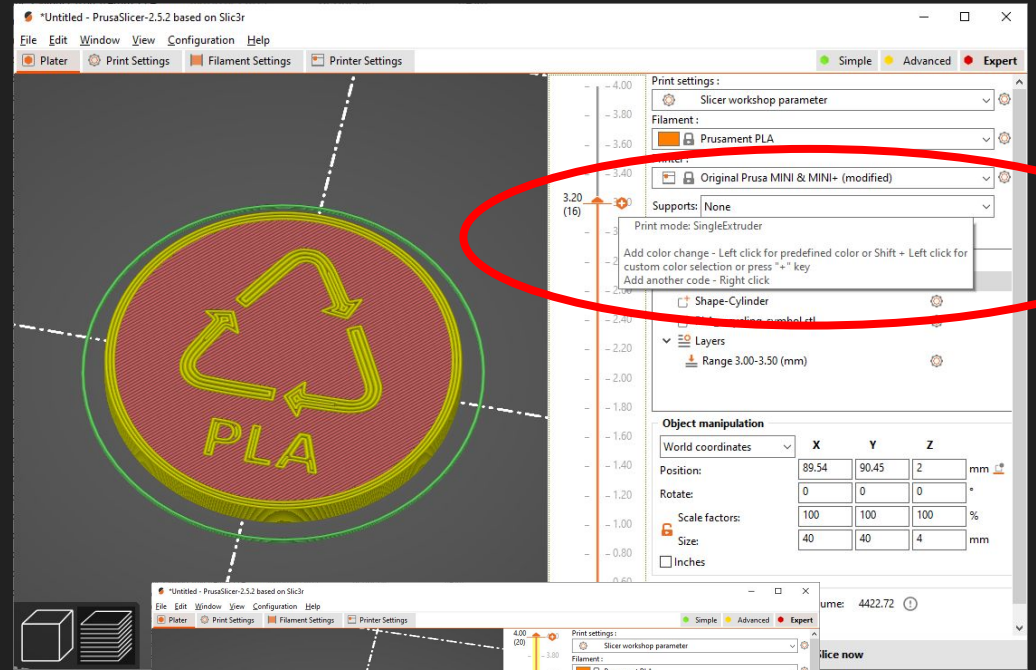 *Untitled - PrusaSlicer-2.5.2 based on Slic3r
File Edit Window View Configuration Help
Plater Print Settings Filament Settings Printer Settings Simple Advanced Expert
4.00
3.80
3.60
3.40
3.20
(16)
2.40
2.20
2.00
1.80
1.60
1.40
1.20
1.00
0.80
0.60
PLA
Print settings :
Slicer workshop parameter
Filament :
Prusament PLA
Original Prusa MINI & MINI+ (modified)
Supports: None
Print mode: SingleExtruder
Add color change - Left click for predefined color or Shift + Left click for
custom color selection or press "+" key
Add another code - Right click
Shape-Cylinder
Layers
Range 3.00-3.50 (mm)
Object manipulation
World coordinates X Y Z
Position: 89.54 90.45 2 mm
Rotate: 0 0 0 °
Scale factors: 100 100 100 %
Size: 40 40 4 mm
Inches
ume: 4422.72
Slice now
*Untitled - PrusaSlicer-2.5.2 based on Slic3r
File Edit Window View Configuration Help
Plater Print Settings Filament Settings Printer Settings Simple Advanced Expert
4.00
(20)
3.80
Print settings :
Slicer workshop parameter
Filament :